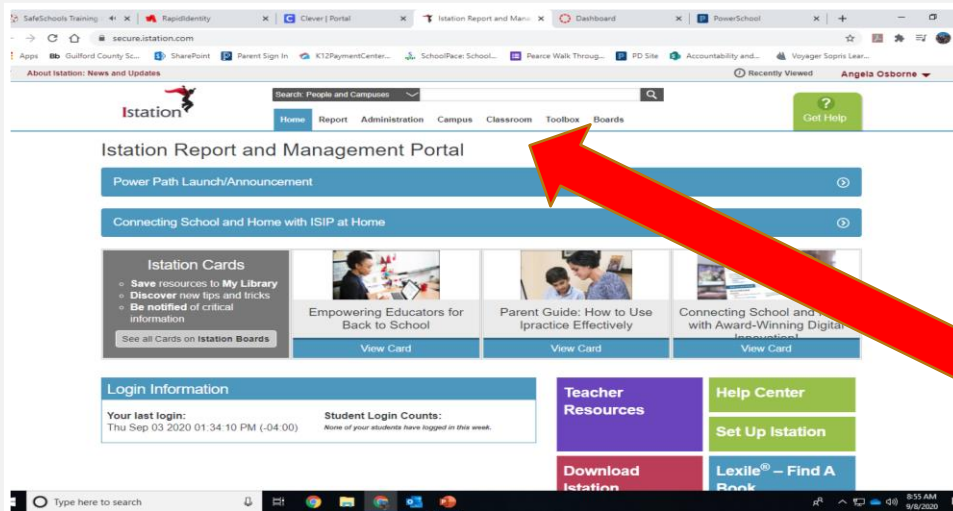 SafeSchools Training
RapidIdentity
Clever | Portal
Istation Report and Mana
Dashboard
PowerSchool
secure.istation.com
Apps
Bb Guilford County Sc...
SharePoint
Parent Sign In
K12PaymentCenter...
SchoolPace: School...
Pearce Walk Throug...
PD Site
Accountability and...
Voyager Sopris Lear...
About Istation: News and Updates
Recently Viewed
Angela Osborne
Istation
Search: People and Campuses
Home Report Administration Campus Classroom Toolbox Boards
?
Get Help
Istation Report and Management Portal
Power Path Launch/Announcement
Connecting School and Home with ISIP at Home
Istation Cards
Save resources to My Library
Discover new tips and tricks
Be notified of critical
information
See all Cards on Istation Boards
Empowering Educators for
Back to School
View Card
Parent Guide: How to Use
Ipractice Effectively
View Card
Connecting School and
with Award-Winning Digital
View Card
Login Information
Your last login:
Thu Sep 03 2020 01:34:10 PM (-04:00)
Student Login Counts:
None of your students have logged in this week.
Teacher
Resources
Help Center
Set Up Istation
Download
Istation
Lexile® – Find A
Book
Type here to search
8:55 AM
9/8/2020